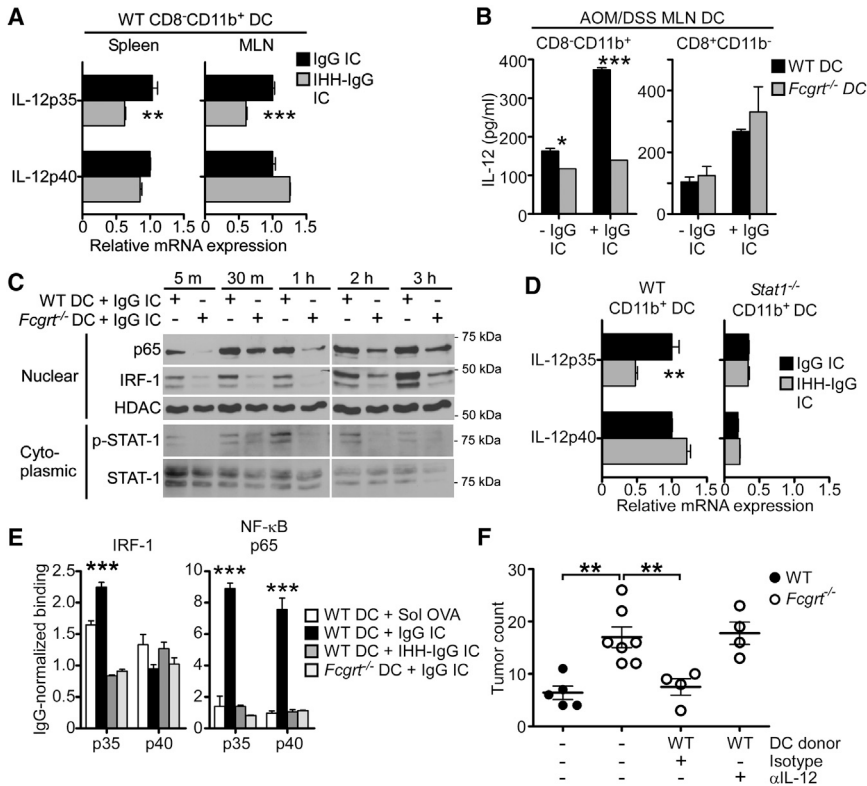 A
WT CD8-CD11b+ DC
Spleen
MLN
IgG IC
IHH-IgG
IC
IL-12p35
**
***
IL-12p40
0 0.5 1.0 1.5 0 0.5 1.0 1.5
Relative mRNA expression
B
AOM/DSS MLN DC
CD8-CD11b+
CD8+CD11b-
WT DC
Fcgrt-/- DC
IL-12 (pg/ml)
400
300
200
100
0
400
200
0
*
***
- IgG
IC
+ IgG
IC
- IgG
IC
+ IgG
IC
C
5 m 30 m 1 h 2 h 3 h
WT DC + IgG IC + - + - + - + - + -
Fcgrt-/- DC + IgG IC - + - + - + - + - +
Nuclear
p65
IRF-1
HDAC
Cyto-
plasmic
p-STAT-1
STAT-1
- 75 kDa
- 50 kDa
- 50 kDa
- 75 kDa
- 75 kDa
D
WT
CD11b+ DC
Stat1-/-
CD11b+ DC
IgG IC
IHH-IgG
IC
IL-12p35
**
IL-12p40
0 0.5 1.0 1.5 0 0.5 1.0 1.5
Relative mRNA expression
E
IRF-1
NF-κB
p65
IgG-normalized binding
2.5
2.0
1.5
1.0
0.5
0.0
10
8
6
4
2
0
***
***
***
p35 p40 p35 p40
WT DC + Sol OVA
WT DC + IgG IC
WT DC + IHH-IgG IC
Fcgrt-/- DC + IgG IC
F
Tumor count
30
20
10
0
**
**
WT
Fcgrt-/-
- - WT WT DC donor
- - + - Isotype
- - - + αIL-12